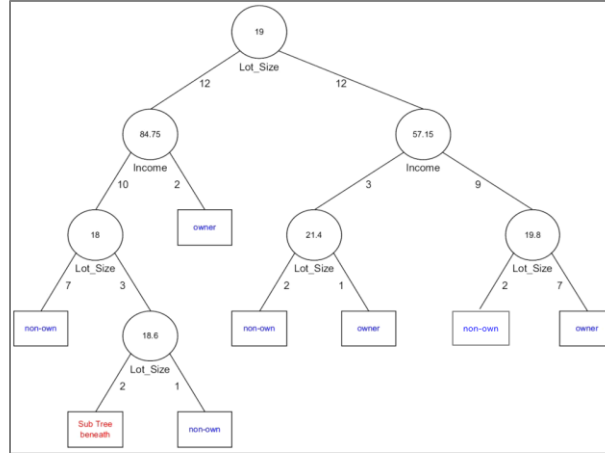 19
Lot_Size
12 12
84.75 57.15
Income Income
10 2 3 9
18 owner 21.4 19.8
Lot_Size Lot_Size Lot_Size
7 3 2 1 2 7
non-own 18.6 non-own owner non-own owner
Lot_Size
2 1
Sub Tree
beneath non-own